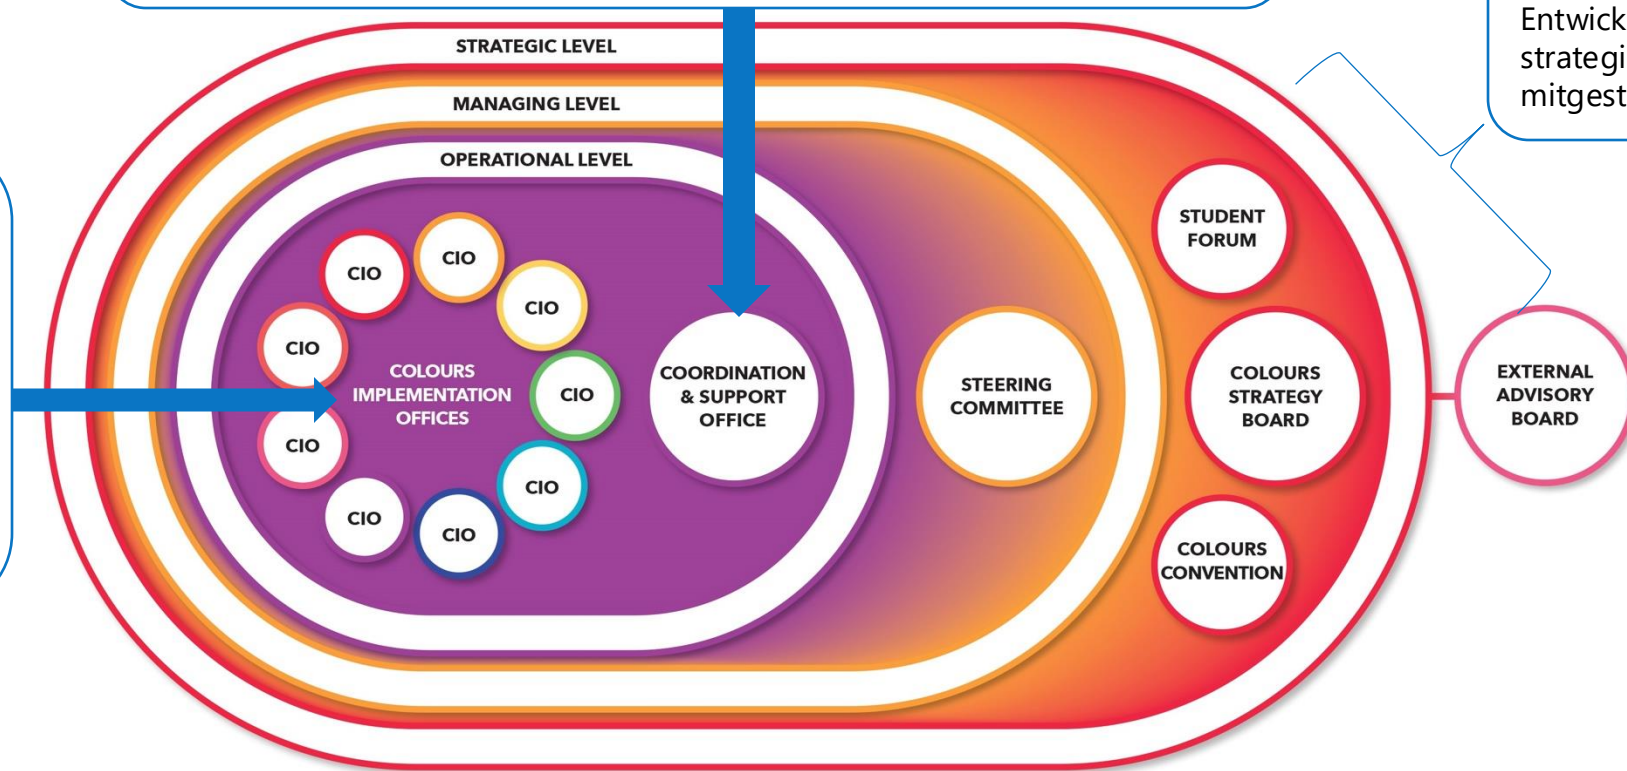 Entwick
strategi
mitgest
STRATEGIC LEVEL
MANAGING LEVEL
OPERATIONAL LEVEL
CIO
CIO
CIO
CIO
CIO
CIO
CIO
CIO
CIO
COLOURS
IMPLEMENTATION
OFFICES
COORDINATION
& SUPPORT
OFFICE
STEERING
COMMITTEE
STUDENT
FORUM
COLOURS
STRATEGY
BOARD
COLOURS
CONVENTION
EXTERNAL
ADVISORY
BOARD